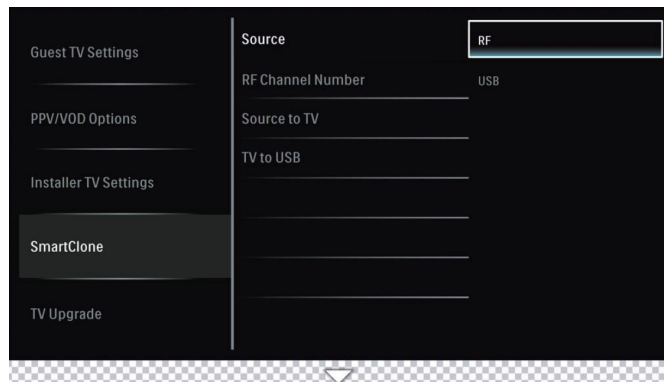 Guest TV Settings
PPV/VOD Options
Installer TV Settings
SmartClone
TV Upgrade
Source
RF Channel Number
Source to TV
TV to USB
RF
USB